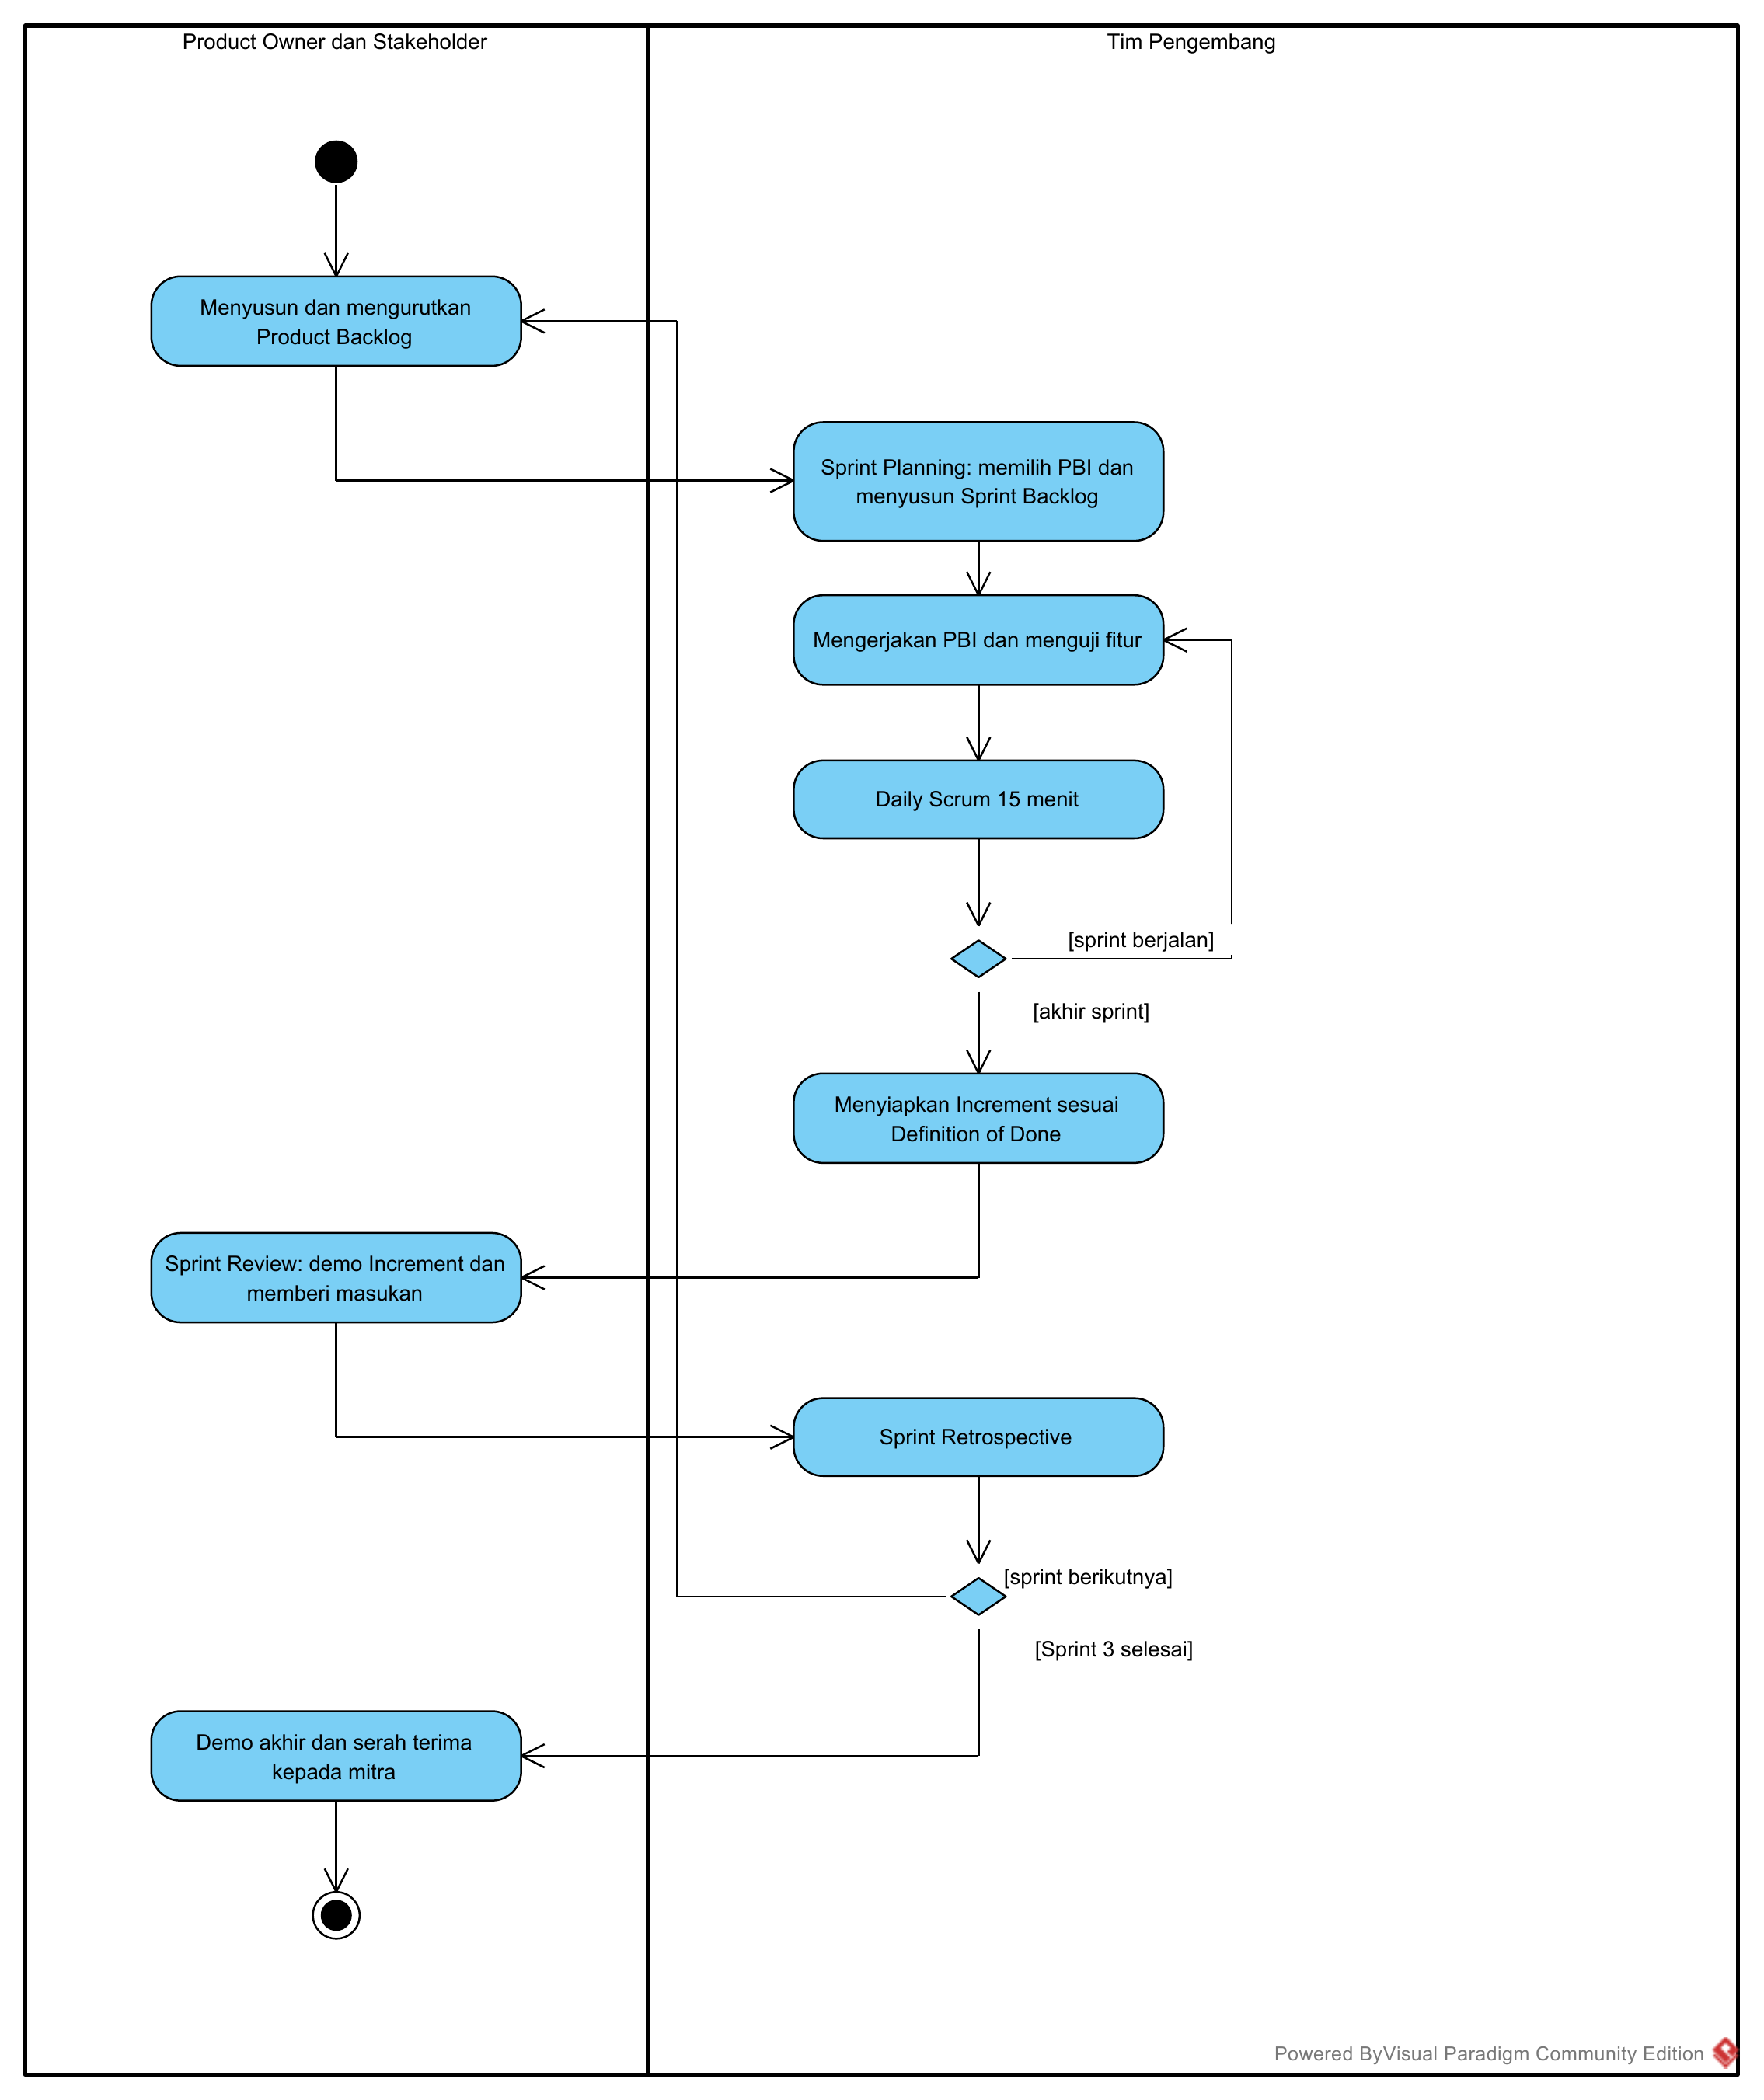 Product Owner dan Stakeholder
Tim Pengembang
Menyusun dan mengurutkan
Product Backlog
Sprint Planning: memilih PBI dan
menyusun Sprint Backlog
Mengerjakan PBI dan menguji fitur
Daily Scrum 15 menit
[sprint berjalan]
[akhir sprint]
Menyiapkan Increment sesuai
Definition of Done
Sprint Review: demo Increment dan
memberi masukan
Sprint Retrospective
[sprint berikutnya]
[Sprint 3 selesai]
Demo akhir dan serah terima
kepada mitra
Powered ByVisual Paradigm Community Edition